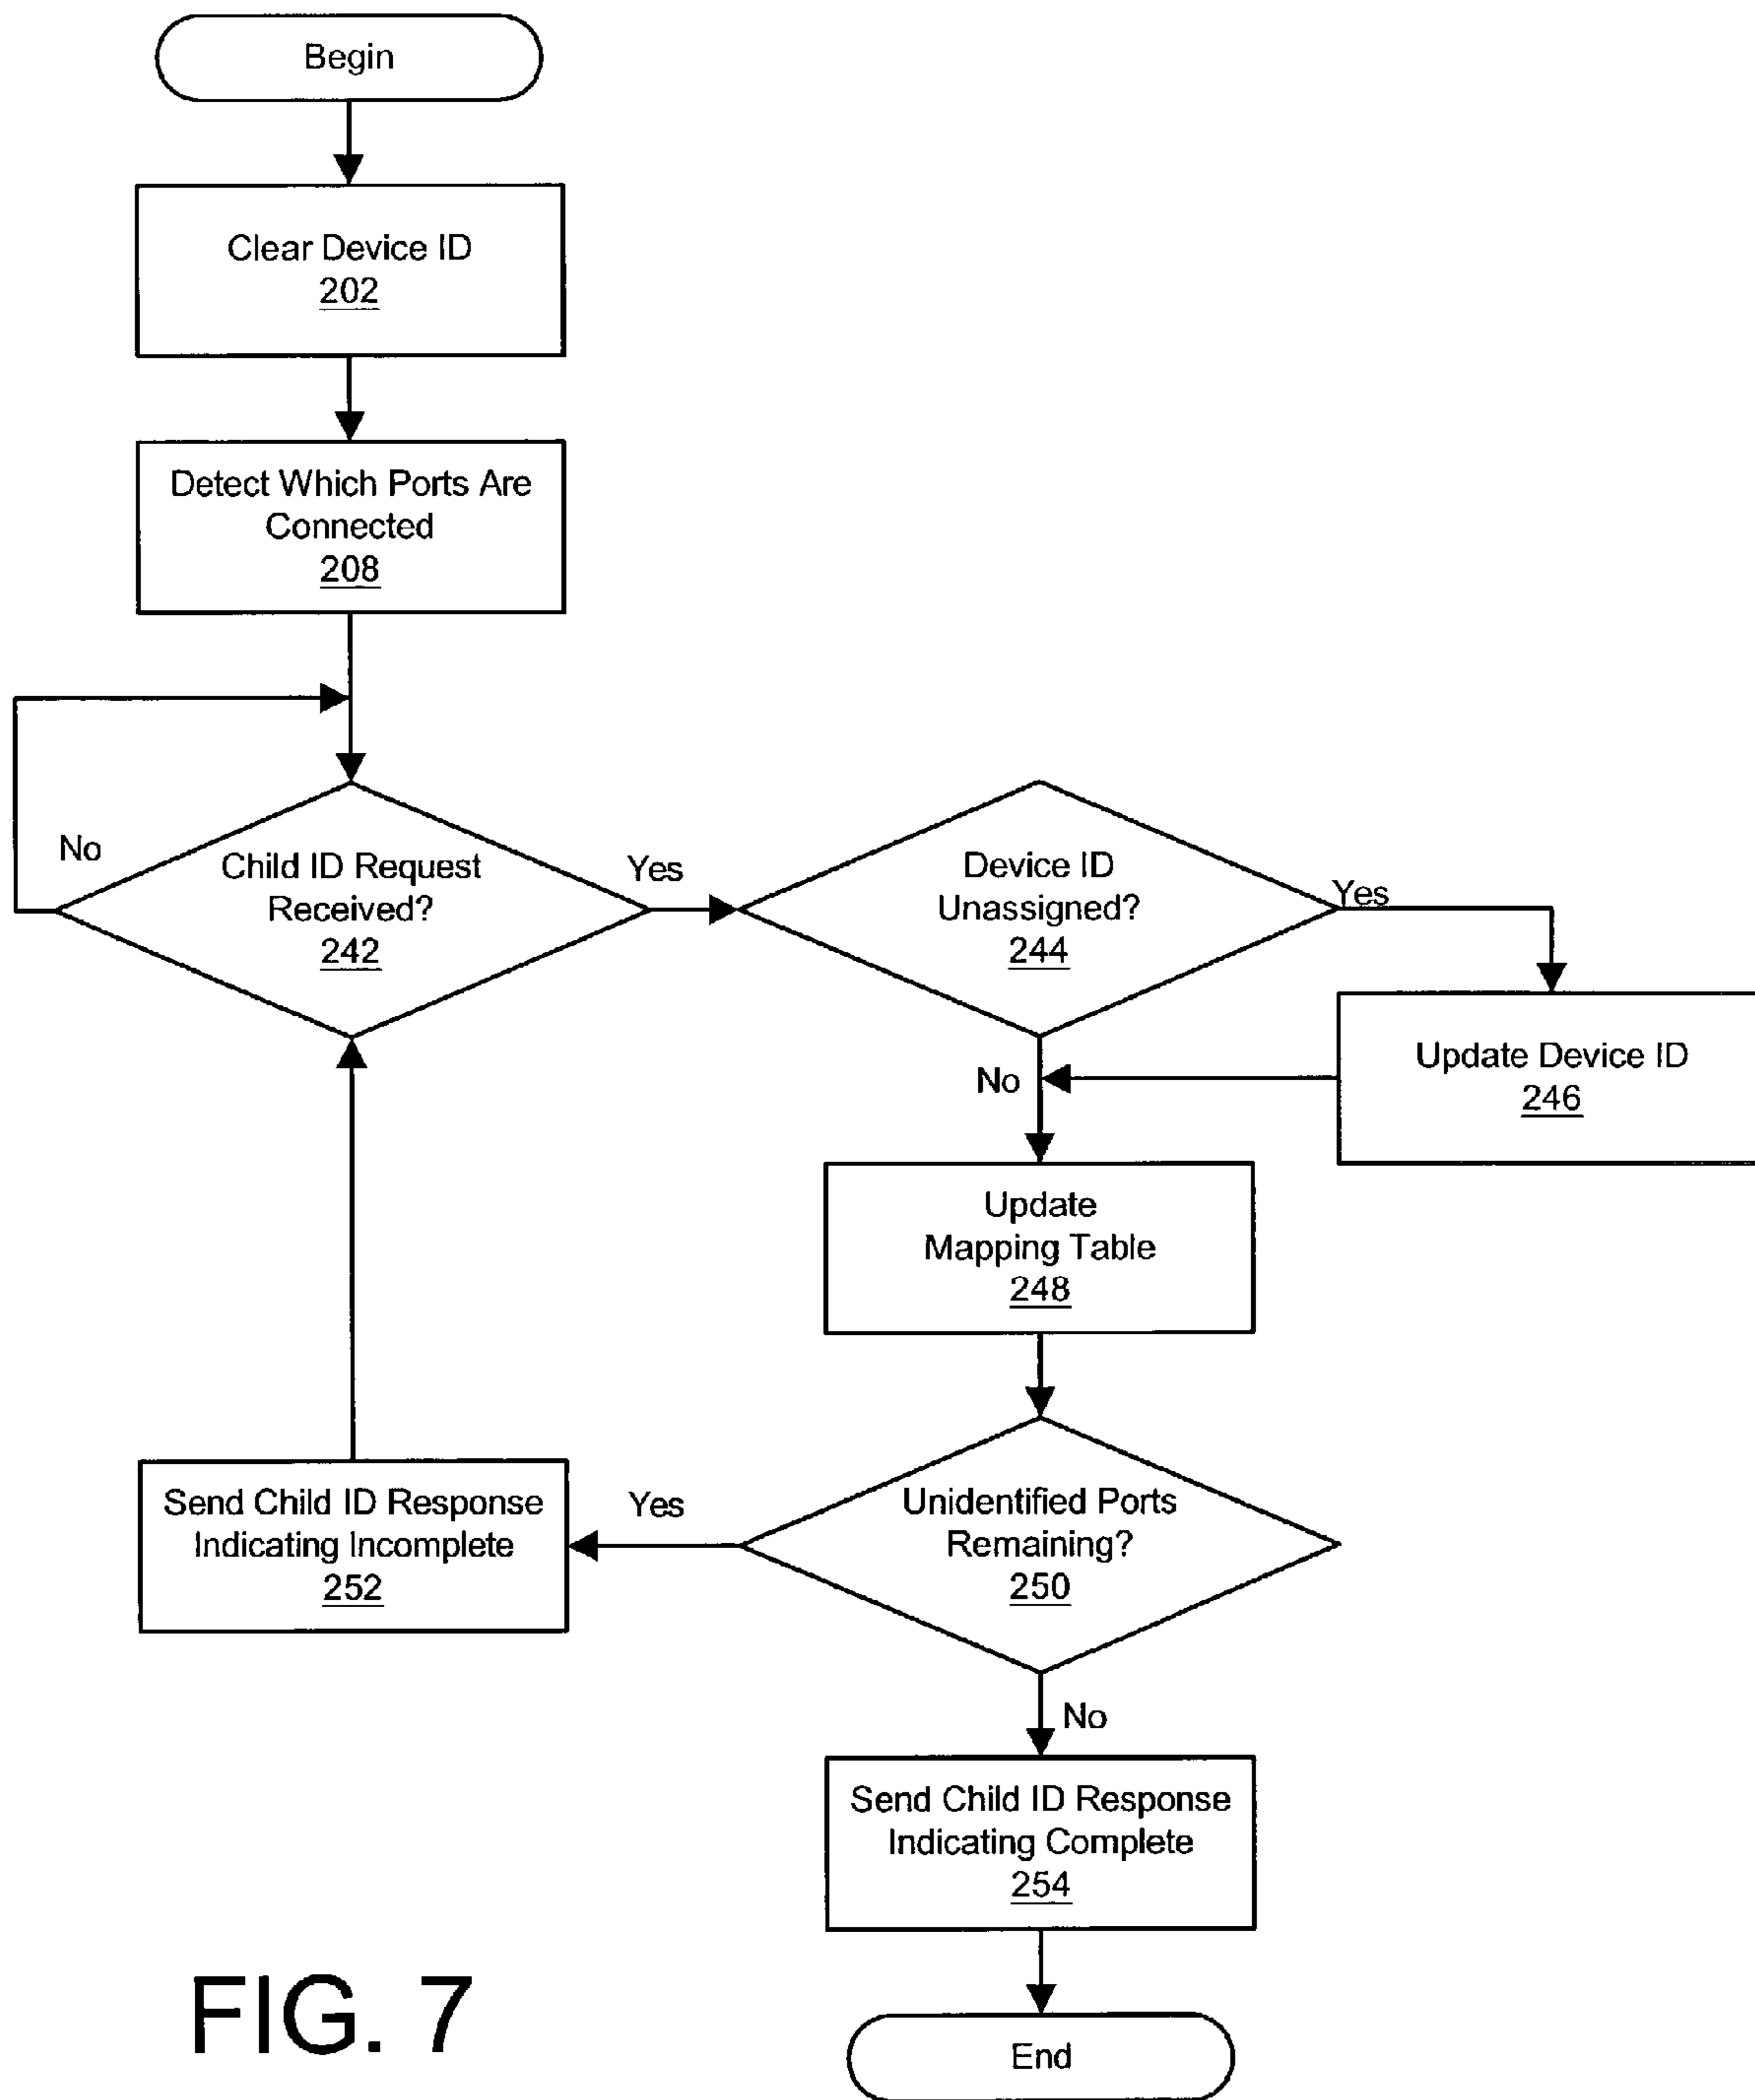 Begin
Clear Device ID
202
Detect Which Ports Are
Connected
208
No
Child ID Request
Received?
242
Yes
Device ID
Unassigned?
244
Yes
Update Device ID
246
No
Update
Mapping Table
248
Send Child ID Response
Indicating Incomplete
252
Yes
Unidentified Ports
Remaining?
250
No
Send Child ID Response
Indicating Complete
254
End
FIG. 7